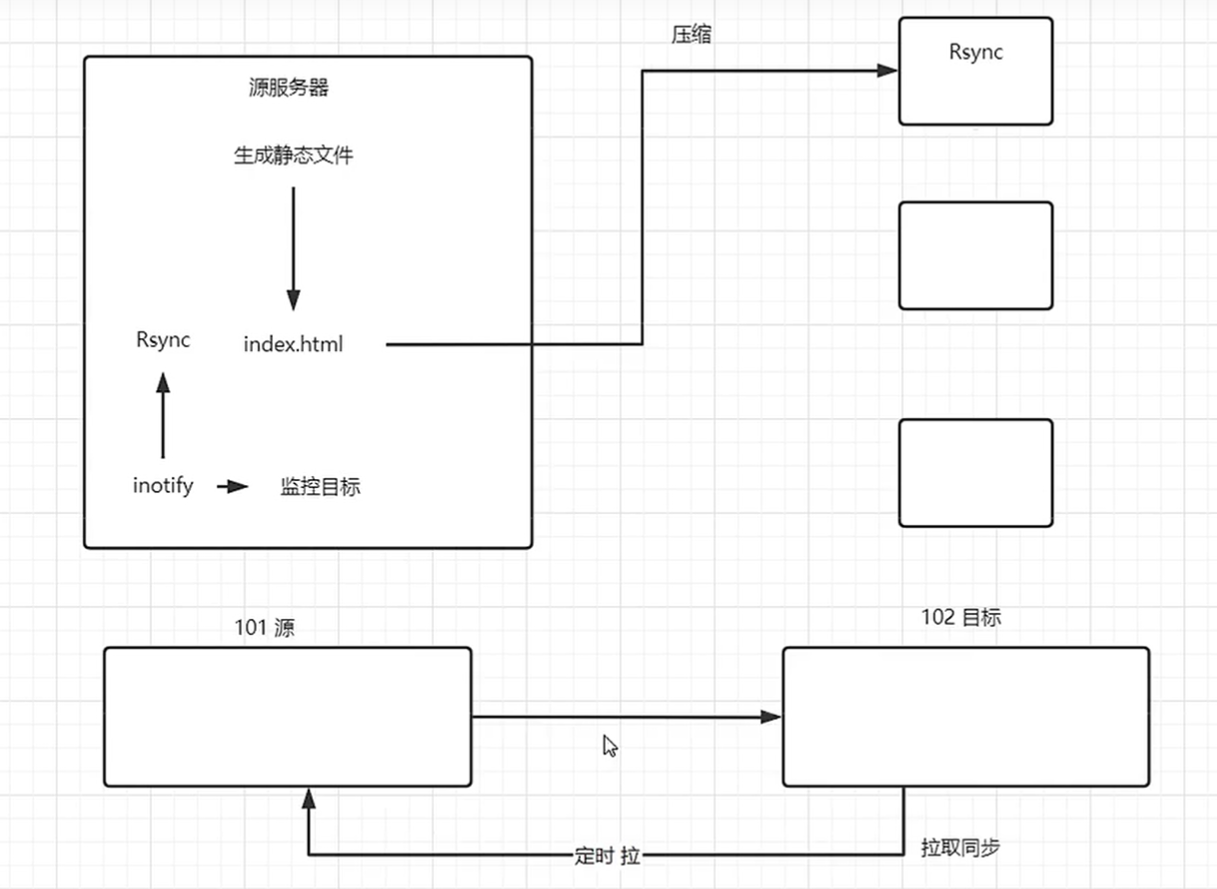 压缩
Rsync
源服务器
生成静态文件
Rsync
index.html
inotify
监控目标
101 源
102 目标
定时 拉
拉取同步